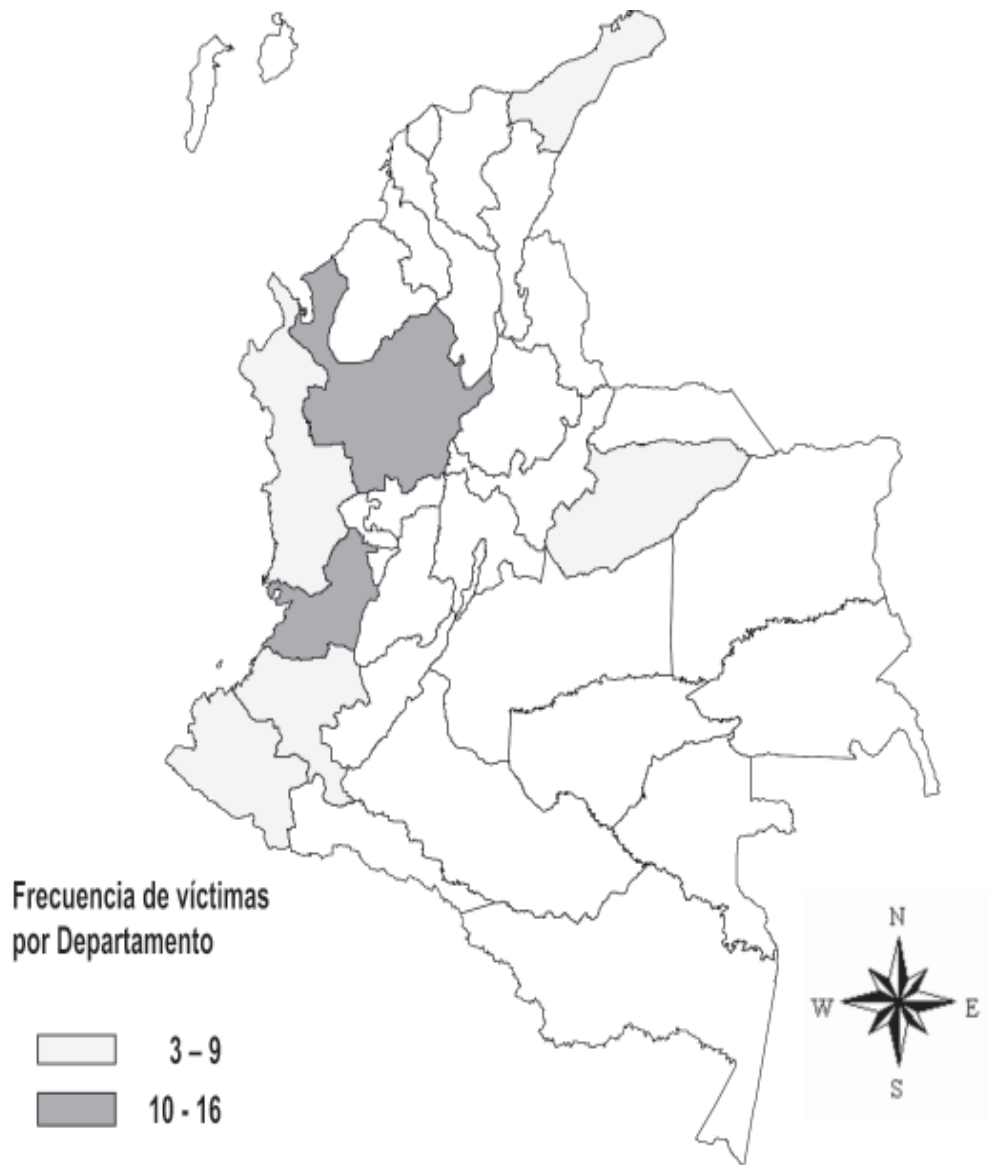 Frecuencia de víctimas
por Departamento
3 – 9
10 - 16
N
W E
S